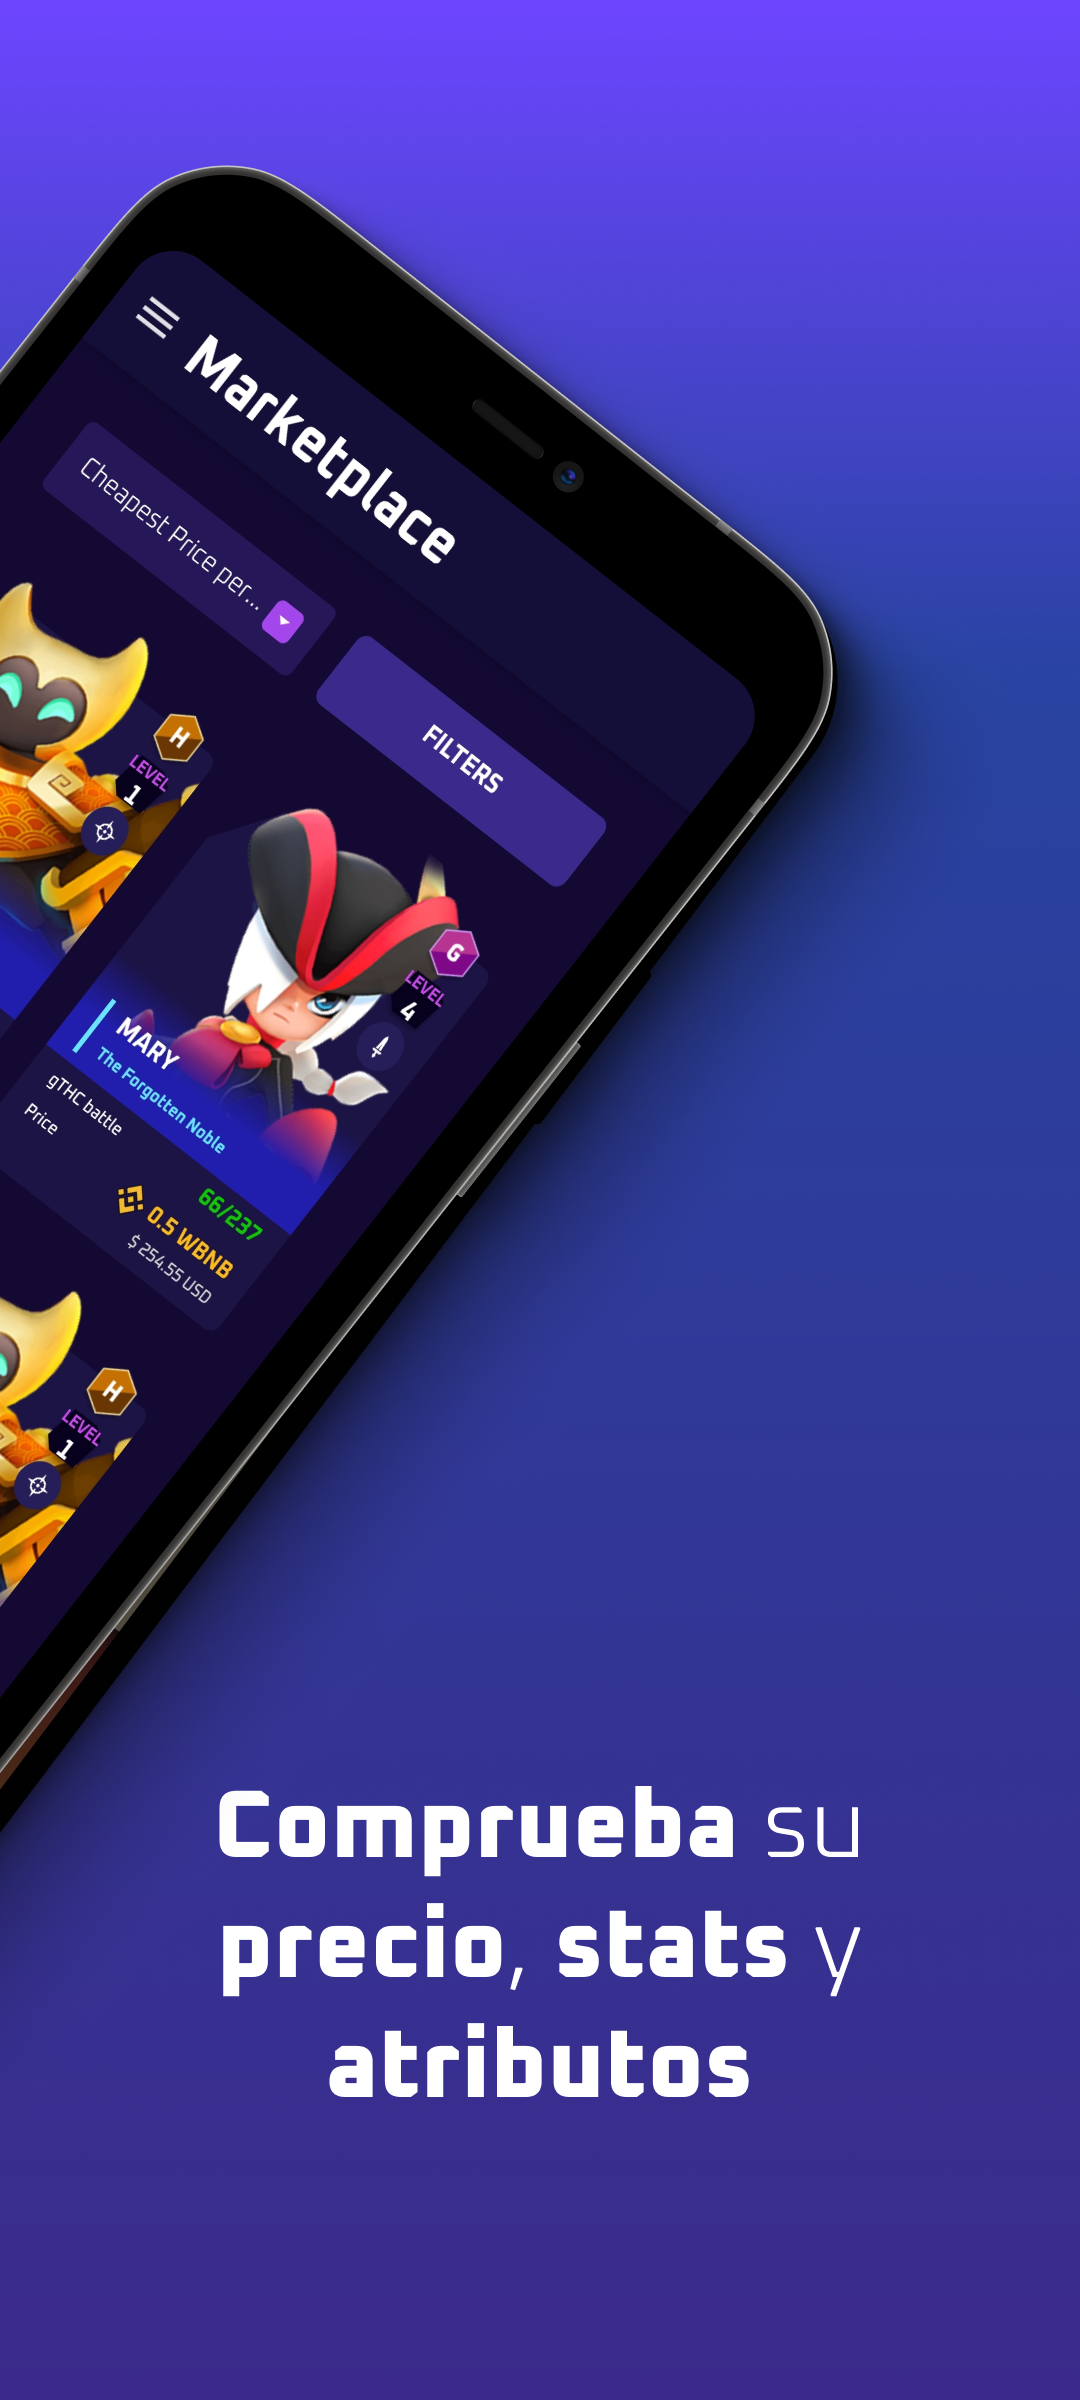 Marketplace
Cheapest Price per...
FILTERS
H
LEVEL
1
G
LEVEL
4
MARY
The Forgotten Noble
gTHC battle
66/237
Price
0.5 WBNB
$ 254.55 USD
H
LEVEL
1
Comprueba su
precio, stats y
atributos